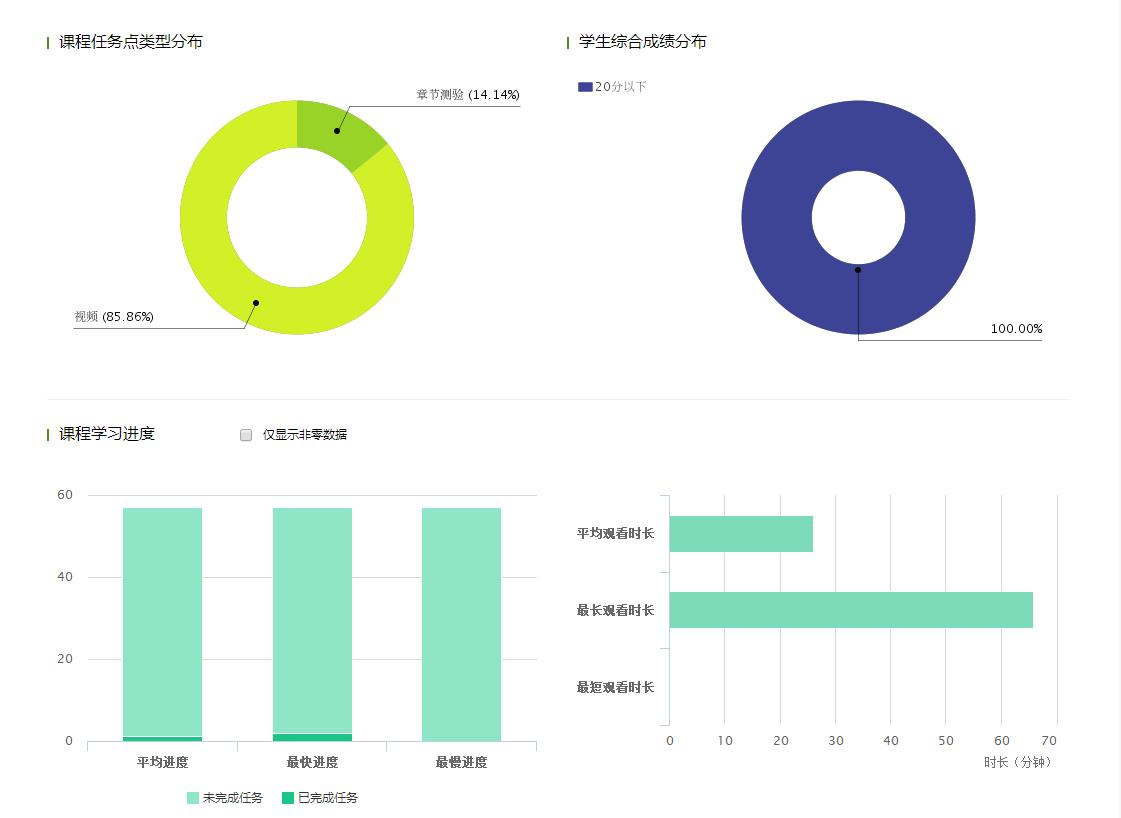 课程任务点类型分布
章节测验 (14.14%)
视频 (85.86%)
学生综合成绩分布
20分以下
100.00%
课程学习进度
仅显示非零数据
60
40
20
0
平均进度
最快进度
最慢进度
未完成任务
已完成任务
平均观看时长
最长观看时长
最短观看时长
0 10 20 30 40 50 60 70
时长（分钟）